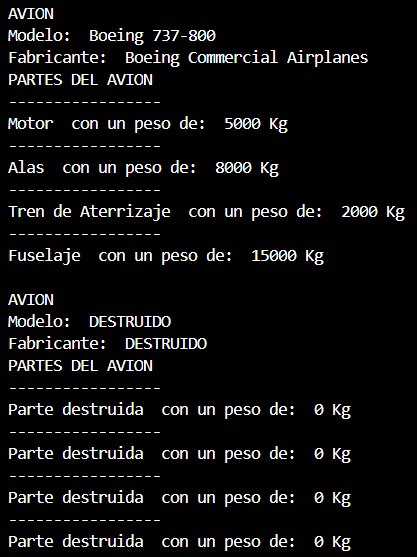 AVION
Modelo:  Boeing 737-800
Fabricante:  Boeing Commercial Airplanes
PARTES DEL AVION
-----------------
Motor  con un peso de:  5000 Kg
-----------------
Alas  con un peso de:  8000 Kg
-----------------
Tren de Aterrizaje  con un peso de:  2000 Kg
-----------------
Fuselaje  con un peso de:  15000 Kg

AVION
Modelo:  DESTRUIDO
Fabricante:  DESTRUIDO
PARTES DEL AVION
-----------------
Parte destruida  con un peso de:  0 Kg
-----------------
Parte destruida  con un peso de:  0 Kg
-----------------
Parte destruida  con un peso de:  0 Kg
-----------------
Parte destruida  con un peso de:  0 Kg